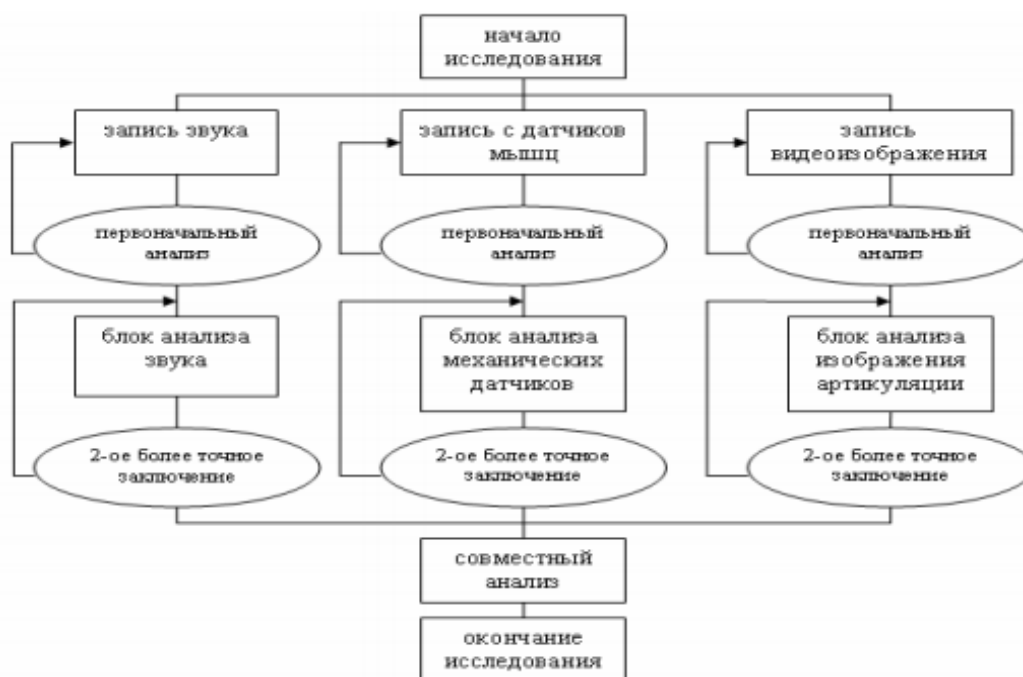 начало
исследования
запись звука
запись с датчиков
мышц
запись
видеоизображения
первоначальный
анализ
первоначальный
анализ
первоначальный
анализ
блок анализа
звука
блок анализа
механических
датчиков
блок анализа
изображения
артикуляции
2-ое более точное
заключение
2-ое более точное
заключение
2-ое более точное
заключение
совместный
анализ
окончание
исследования